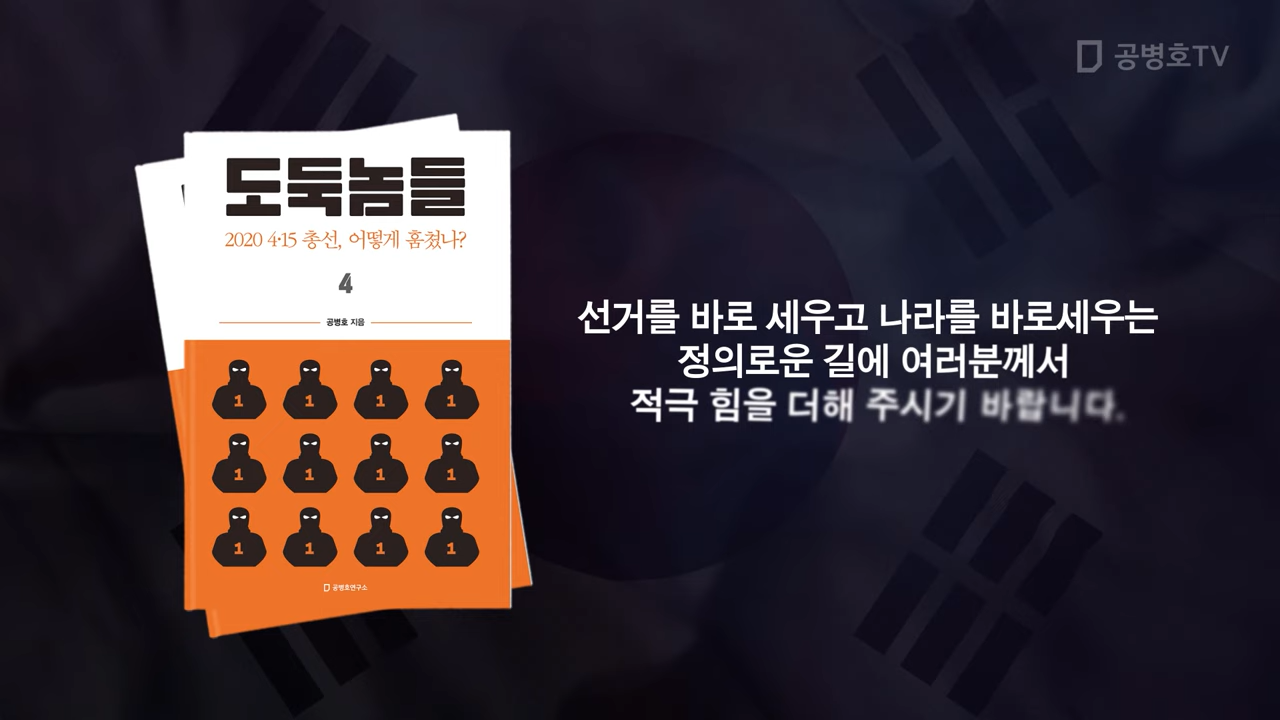 공병호TV
도둑놈들
2020 4·15 총선, 어떻게 훔쳤나?
4
공병호 지음
1 1 1 1
1 1 1 1
1 1 1 1
공병호연구소
선거를 바로 세우고 나라를 바로세우는
정의로운 길에 여러분께서
적극 힘을 더해 주시기 바랍니다.